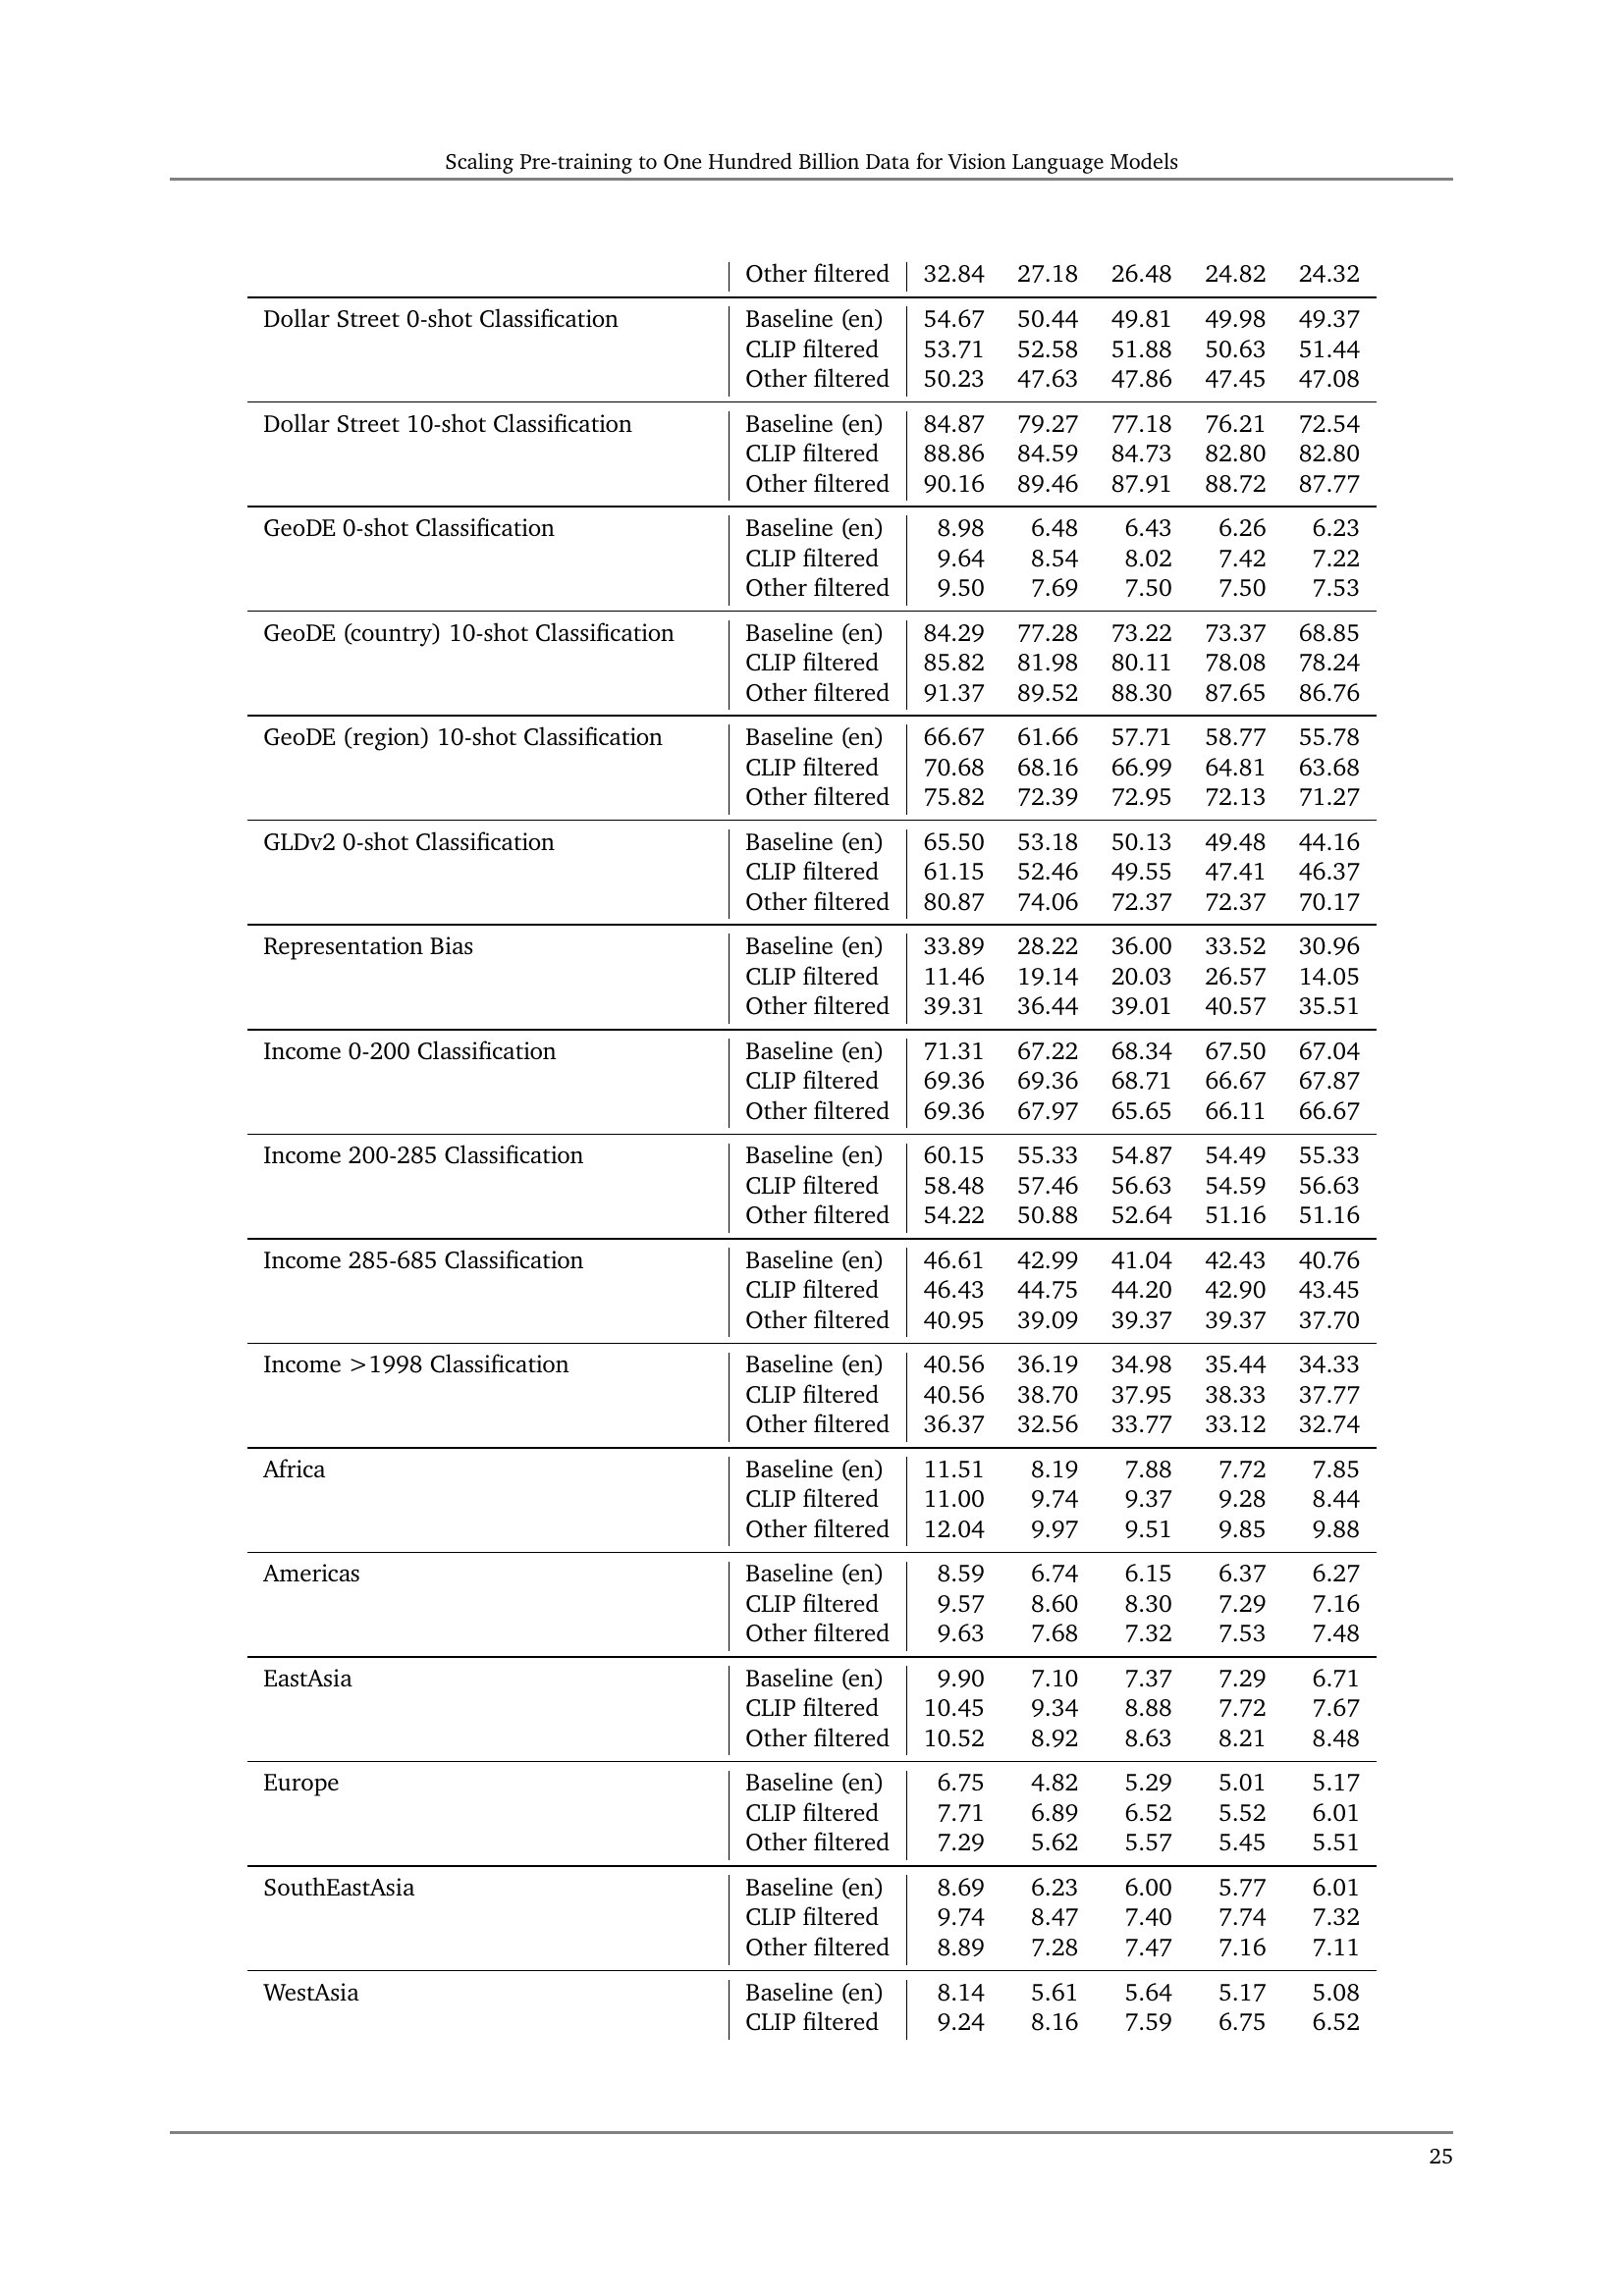 Scaling Pre-training to One Hundred Billion Data for Vision Language Models
Other filtered 32.84 27.18 26.48 24.82 24.32
Dollar Street 0-shot Classification Baseline (en) 54.67 50.44 49.81 49.98 49.37
CLIP filtered 53.71 52.58 51.88 50.63 51.44
Other filtered 50.23 47.63 47.86 47.45 47.08
Dollar Street 10-shot Classification Baseline (en) 84.87 79.27 77.18 76.21 72.54
CLIP filtered 88.86 84.59 84.73 82.80 82.80
Other filtered 90.16 89.46 87.91 88.72 87.77
GeoDE 0-shot Classification Baseline (en) 8.98 6.48 6.43 6.26 6.23
CLIP filtered 9.64 8.54 8.02 7.42 7.22
Other filtered 9.50 7.69 7.50 7.50 7.53
GeoDE (country) 10-shot Classification Baseline (en) 84.29 77.28 73.22 73.37 68.85
CLIP filtered 85.82 81.98 80.11 78.08 78.24
Other filtered 91.37 89.52 88.30 87.65 86.76
GeoDE (region) 10-shot Classification Baseline (en) 66.67 61.66 57.71 58.77 55.78
CLIP filtered 70.68 68.16 66.99 64.81 63.68
Other filtered 75.82 72.39 72.95 72.13 71.27
GLDv2 0-shot Classification Baseline (en) 65.50 53.18 50.13 49.48 44.16
CLIP filtered 61.15 52.46 49.55 47.41 46.37
Other filtered 80.87 74.06 72.37 72.37 70.17
Representation Bias Baseline (en) 33.89 28.22 36.00 33.52 30.96
CLIP filtered 11.46 19.14 20.03 26.57 14.05
Other filtered 39.31 36.44 39.01 40.57 35.51
Income 0-200 Classification Baseline (en) 71.31 67.22 68.34 67.50 67.04
CLIP filtered 69.36 69.36 68.71 66.67 67.87
Other filtered 69.36 67.97 65.65 66.11 66.67
Income 200-285 Classification Baseline (en) 60.15 55.33 54.87 54.49 55.33
CLIP filtered 58.48 57.46 56.63 54.59 56.63
Other filtered 54.22 50.88 52.64 51.16 51.16
Income 285-685 Classification Baseline (en) 46.61 42.99 41.04 42.43 40.76
CLIP filtered 46.43 44.75 44.20 42.90 43.45
Other filtered 40.95 39.09 39.37 39.37 37.70
Income >1998 Classification Baseline (en) 40.56 36.19 34.98 35.44 34.33
CLIP filtered 40.56 38.70 37.95 38.33 37.77
Other filtered 36.37 32.56 33.77 33.12 32.74
Africa Baseline (en) 11.51 8.19 7.88 7.72 7.85
CLIP filtered 11.00 9.74 9.37 9.28 8.44
Other filtered 12.04 9.97 9.51 9.85 9.88
Americas Baseline (en) 8.59 6.74 6.15 6.37 6.27
CLIP filtered 9.57 8.60 8.30 7.29 7.16
Other filtered 9.63 7.68 7.32 7.53 7.48
EastAsia Baseline (en) 9.90 7.10 7.37 7.29 6.71
CLIP filtered 10.45 9.34 8.88 7.72 7.67
Other filtered 10.52 8.92 8.63 8.21 8.48
Europe Baseline (en) 6.75 4.82 5.29 5.01 5.17
CLIP filtered 7.71 6.89 6.52 5.52 6.01
Other filtered 7.29 5.62 5.57 5.45 5.51
SouthEastAsia Baseline (en) 8.69 6.23 6.00 5.77 6.01
CLIP filtered 9.74 8.47 7.40 7.74 7.32
Other filtered 8.89 7.28 7.47 7.16 7.11
WestAsia Baseline (en) 8.14 5.61 5.64 5.17 5.08
CLIP filtered 9.24 8.16 7.59 6.75 6.52
25